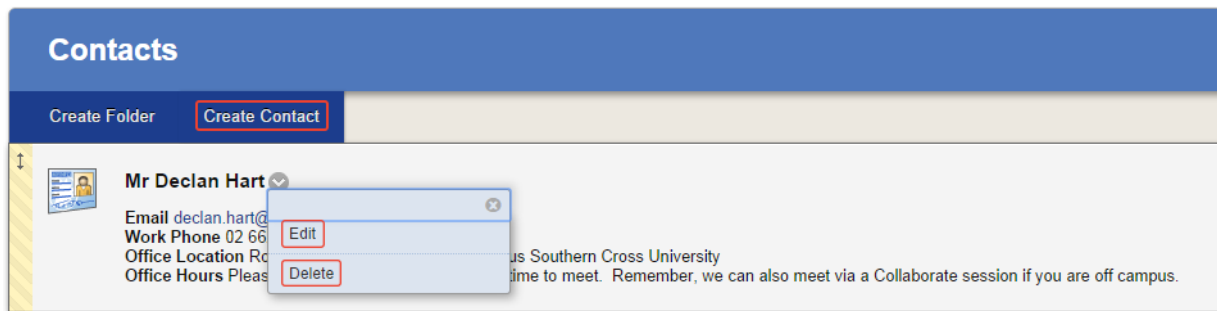 Contacts
Create Folder Create Contact
Mr Declan Hart
Email declan.hart@
Work Phone 02 66
Edit
Office Location us Southern Cross University
Office Hours time to meet. Remember, we can also meet via a Collaborate session if you are off campus.
Delete